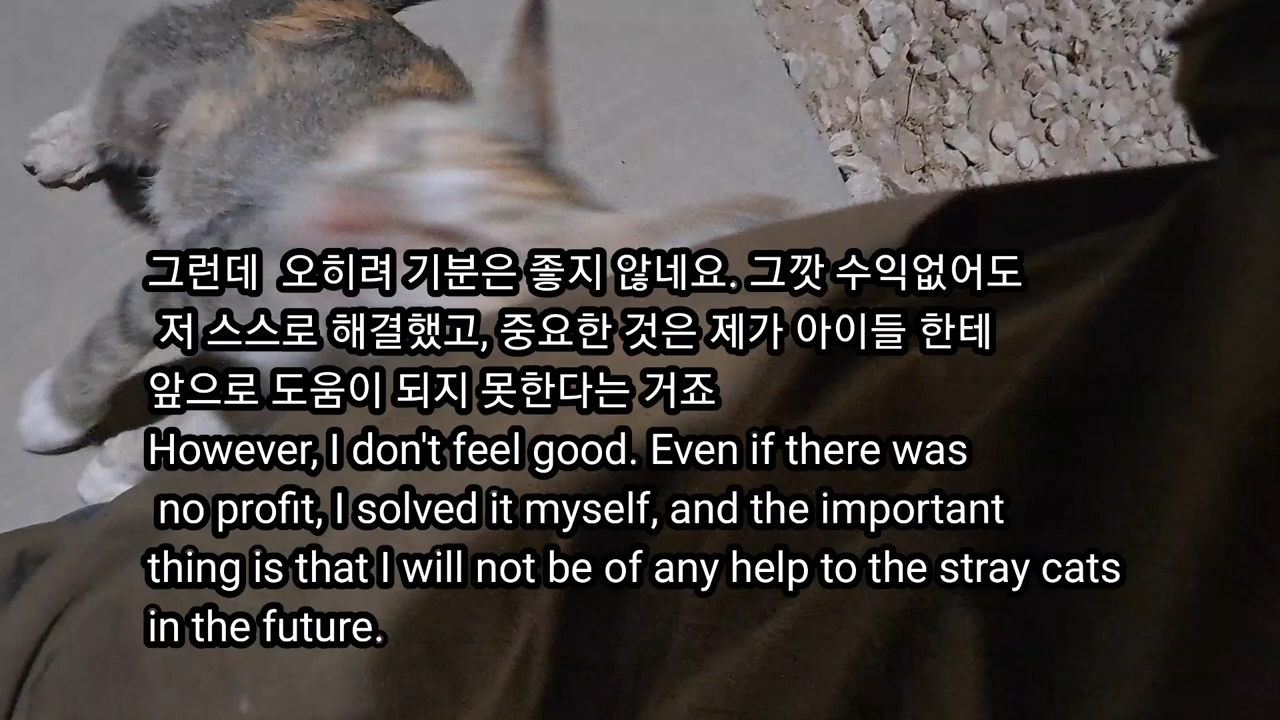 그런데  오히려 기분은 좋지 않네요. 그깟 수익없어도
저 스스로 해결했고, 중요한 것은 제가 아이들 한테
앞으로 도움이 되지 못한다는 거죠
However, I don't feel good. Even if there was
no profit, I solved it myself, and the important
thing is that I will not be of any help to the stray cats
in the future.